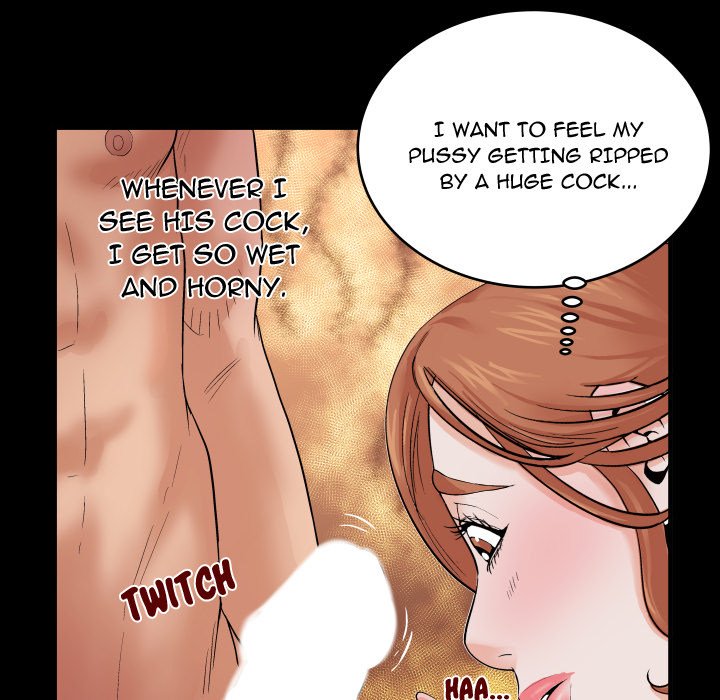 I WANT TO FEEL MY
PUSSY GETTING RIPPED
BY A HUGE COCK...
WHENEVER I
SEE HIS COCK,
I GET SO WET
AND HORNY.
TWITCH
HAA...